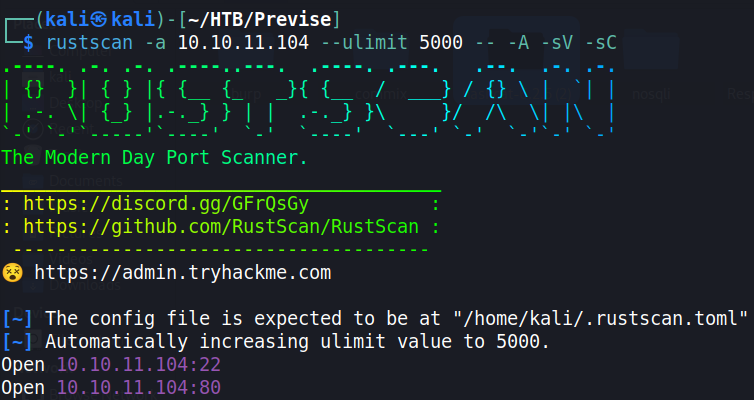 ┌──(kali㉿kali)-[~/HTB/Previse]
└─$ rustscan -a 10.10.11.104 --ulimit 5000 -- -A -sV -sC
.----. .-. .-. .----..---.  .----. .---.   .--.  .-. .-.
| {}  }| { } |{ {__ {_   _}{ {__  /  ___} / {} \ |  `| |
| .-. \| {_} |.-._} } | |  .-._} }\     }/  /\  \| |\  |
`-' `-'`-----'`----'  `-'  `----'  `---' `-'  `-'`-' `-'
The Modern Day Port Scanner.
________________________________________
: https://discord.gg/GFrQsGy           :
: https://github.com/RustScan/RustScan :
 --------------------------------------
😵 https://admin.tryhackme.com
[~] The config file is expected to be at "/home/kali/.rustscan.toml"
[~] Automatically increasing ulimit value to 5000.
Open 10.10.11.104:22
Open 10.10.11.104:80